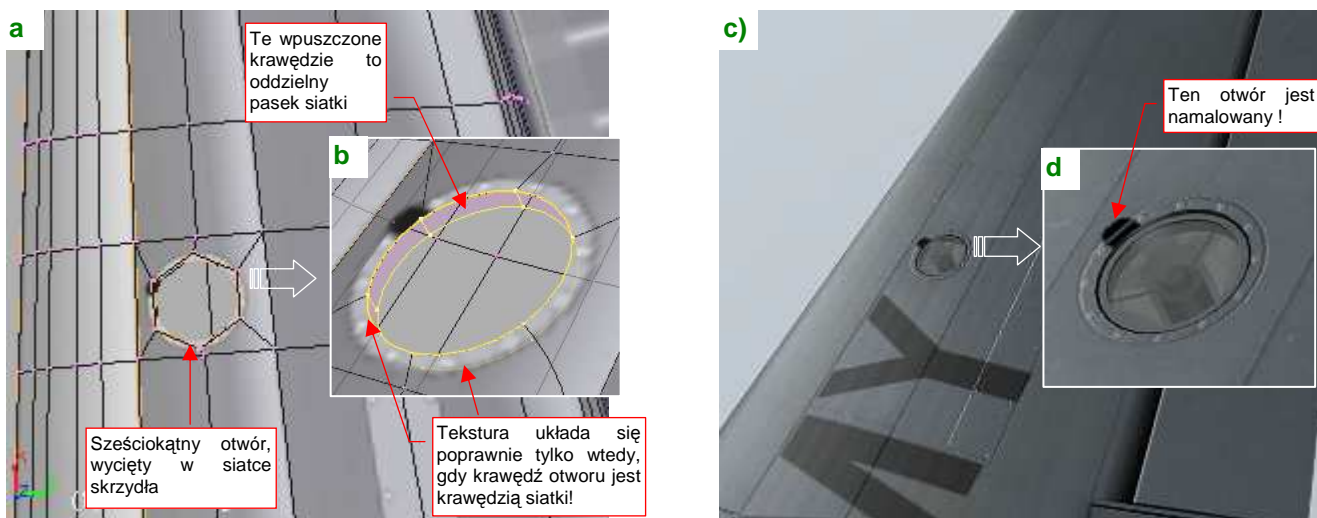 a
Te wpuszczone
krawędzie to
oddzielny
pasek siatki
b
Sześciokątny otwór,
wycięty w siatce
skrzydła
Tekstura układa się
poprawnie tylko wtedy,
gdy krawędź otworu jest
krawędzią siatki!
c)
Ten otwór jest
namalowany !
d
AY